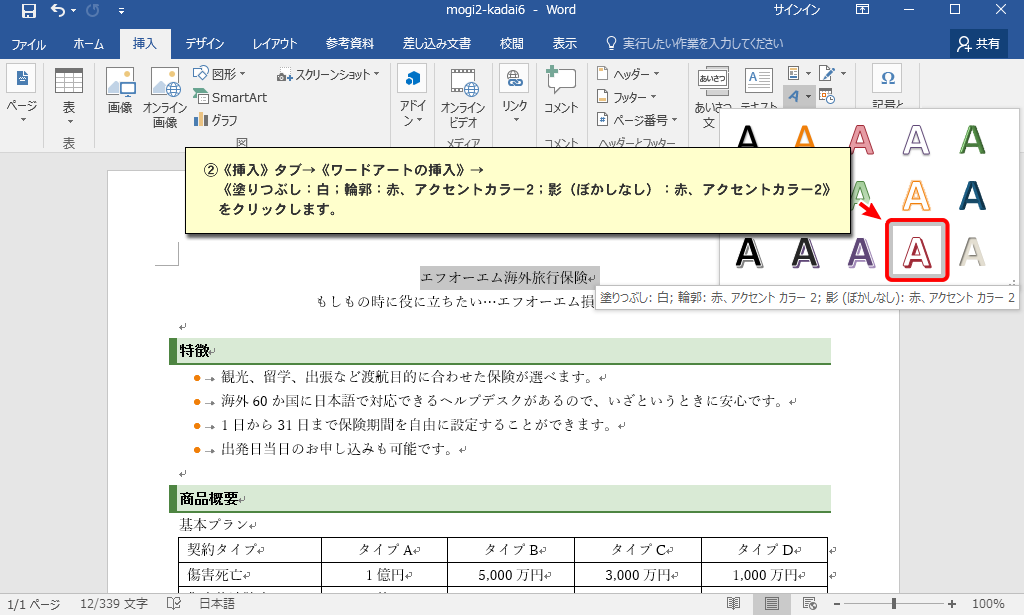 mogi2-kadai6 - Word
サインイン
ファイル ホーム 挿入 デザイン レイアウト 参考資料 差し込み文書 校閲 表示 実行したい作業を入力してください 共有
ページ
表
表
画像
オンライン
画像
図形
SmartArt
グラフ
スクリーンショット
図
アドイ
ン
オンライン
ビデオ
メディア
リンク
コメント
コメント
ヘッダー
フッター
ページ番号
ヘッダーとフッター
あいさつ
あいさつ
文
テキスト
記号と
②《挿入》タブ→《ワードアートの挿入》→
《塗りつぶし：白；輪郭：赤、アクセントカラー2；影（ぼかしなし）：赤、アクセントカラー2》
をクリックします。
塗りつぶし: 白; 輪郭: 赤、アクセント カラー 2; 影 (ぼかしなし): 赤、アクセント カラー 2
エフオーエム海外旅行保険
もしもの時に役に立ちたい…エフオーエム損
特徴
観光、留学、出張など渡航目的に合わせた保険が選べます。
海外 60 か国に日本語で対応できるヘルプデスクがあるので、いざというときに安心です。
1 日から 31 日まで保険期間を自由に設定することができます。
出発日当日のお申し込みも可能です。
商品概要
基本プラン
契約タイプ タイプ A タイプ B タイプ C タイプ D
傷害死亡 1 億円 5,000 万円 3,000 万円 1,000 万円
1/1 ページ 12/339 文字 日本語 100%